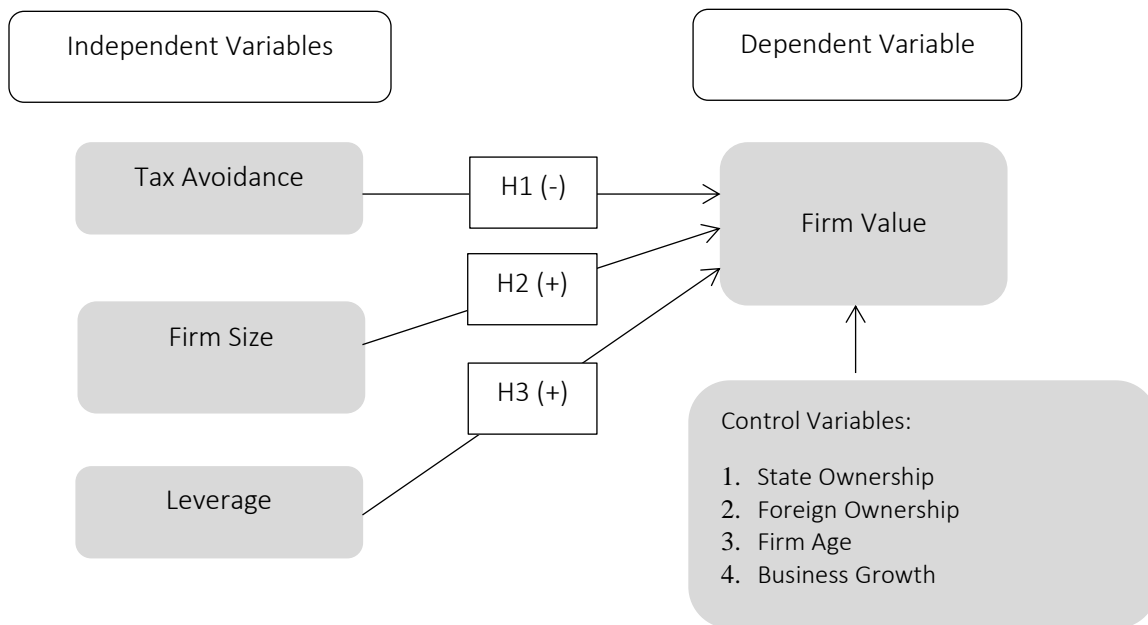 Independent Variables
Dependent Variable
Tax Avoidance
H1 (-)
Firm Value
H2 (+)
Firm Size
H3 (+)
Leverage
Control Variables:
1. State Ownership
2. Foreign Ownership
3. Firm Age
4. Business Growth